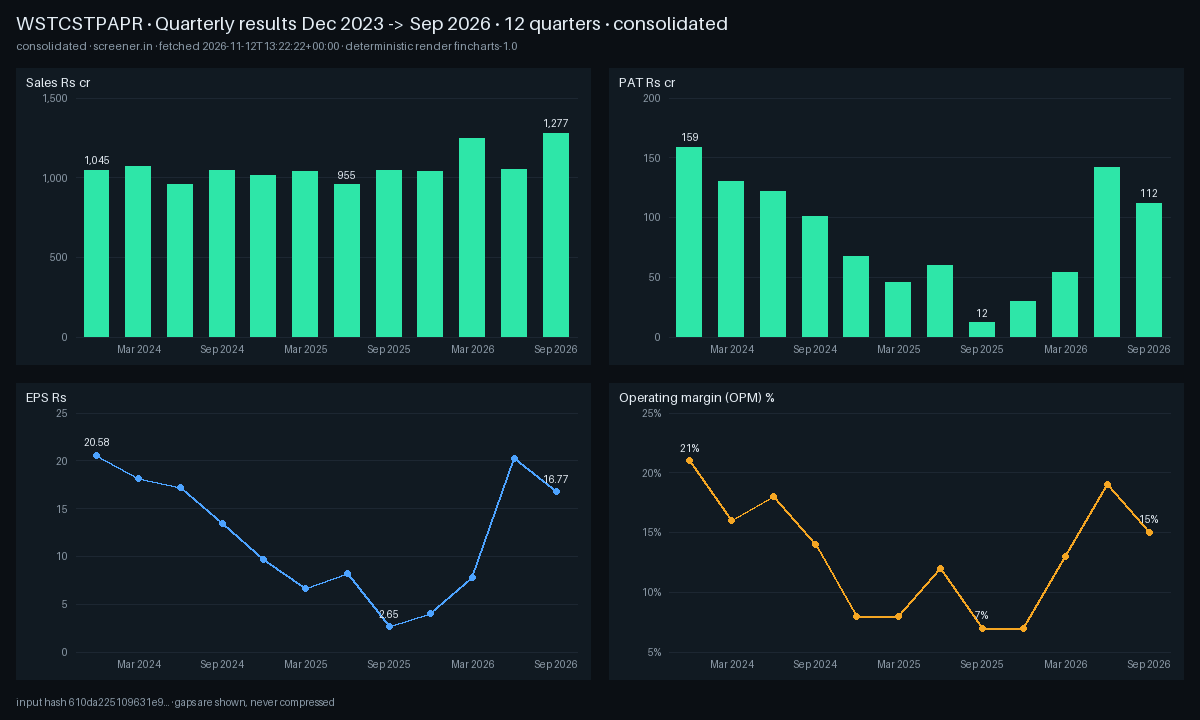 WSTCSTPAPR · Quarterly results Dec 2023 -> Sep 2026 · 12 quarters · consolidated
consolidated · screener.in · fetched 2026-11-12T13:22:22+00:00 · deterministic render fincharts-1.0
Sales Rs cr
1,500
1,000
500
0
1,045
955
1,277
Mar 2024 Sep 2024 Mar 2025 Sep 2025 Mar 2026 Sep 2026
PAT Rs cr
200
150
100
50
0
159
12
112
Mar 2024 Sep 2024 Mar 2025 Sep 2025 Mar 2026 Sep 2026
EPS Rs
25
20
15
10
5
0
20.58
2.65
16.77
Mar 2024 Sep 2024 Mar 2025 Sep 2025 Mar 2026 Sep 2026
Operating margin (OPM) %
25%
20%
15%
10%
5%
21%
7%
15%
Mar 2024 Sep 2024 Mar 2025 Sep 2025 Mar 2026 Sep 2026
input hash 610da225109631e9… · gaps are shown, never compressed